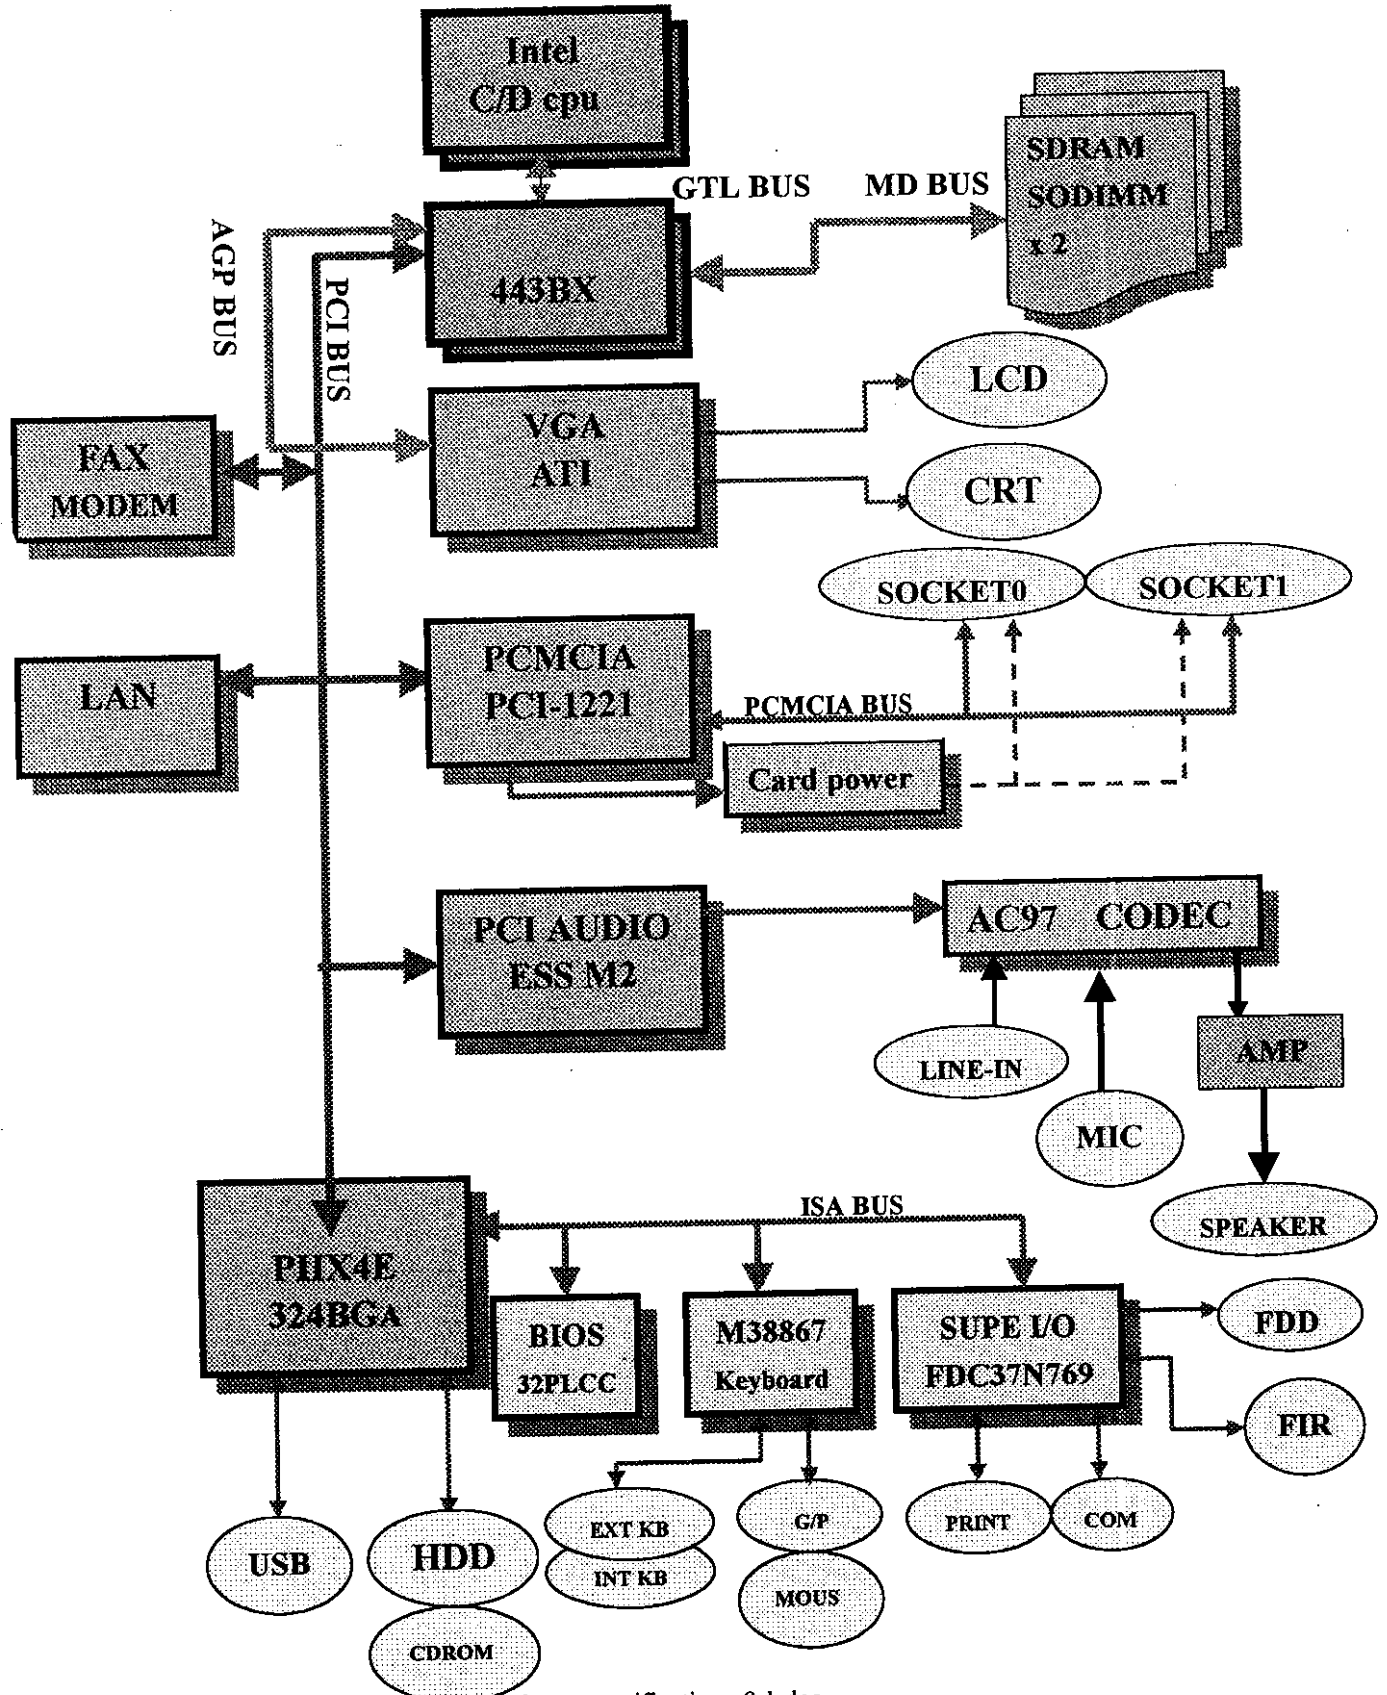 Intel
C/D cpu
GTL BUS
MD BUS
SDRAM
SODIMM
x 2
AGP BUS
PCI BUS
443BX
LCD
VGA
ATI
FAX
MODEM
CRT
SOCKET0
SOCKET1
PCMCIA
PCI-1221
LAN
PCMCIA BUS
Card power
PCI AUDIO
ESS M2
AC97 CODEC
LINE-IN
AMP
MIC
SPEAKER
ISA BUS
PIIX4E
324BGA
BIOS
32PLCC
M38867
Keyboard
SUPE I/O
FDC37N769
FDD
FIR
USB
HDD
EXT KB
INT KB
G/P
MOUS
PRINT
COM
CDROM